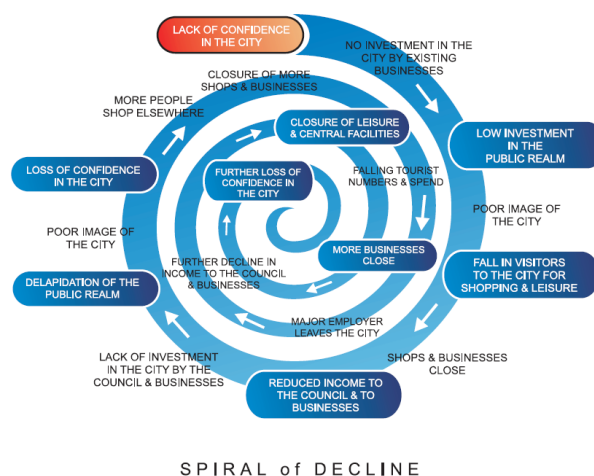 LACK OF CONFIDENCE
IN THE CITY
NO INVESTMENT IN THE
CITY BY EXISTING
BUSINESSES
LOW INVESTMENT
IN THE
PUBLIC REALM
POOR IMAGE OF
THE CITY
FALL IN VISITORS
TO THE CITY FOR
SHOPPING & LEISURE
SHOPS & BUSINESSES
CLOSE
REDUCED INCOME TO
THE COUNCIL & TO
BUSINESSES
LACK OF INVESTMENT
IN THE CITY BY THE
COUNCIL & BUSINESSES
DELAPIDATION OF THE
PUBLIC REALM
POOR IMAGE OF
THE CITY
LOSS OF CONFIDENCE
IN THE CITY
MORE PEOPLE
SHOP ELSEWHERE
CLOSURE OF MORE
SHOPS & BUSINESSES
CLOSURE OF LEISURE
& CENTRAL FACILITIES
FALLING TOURIST
NUMBERS & SPEND
MORE BUSINESSES
CLOSE
MAJOR EMPLOYER
LEAVES THE CITY
FURTHER DECLINE IN
INCOME TO THE COUNCIL
& BUSINESSES
FURTHER LOSS OF
CONFIDENCE IN
THE CITY
SPIRAL of DECLINE